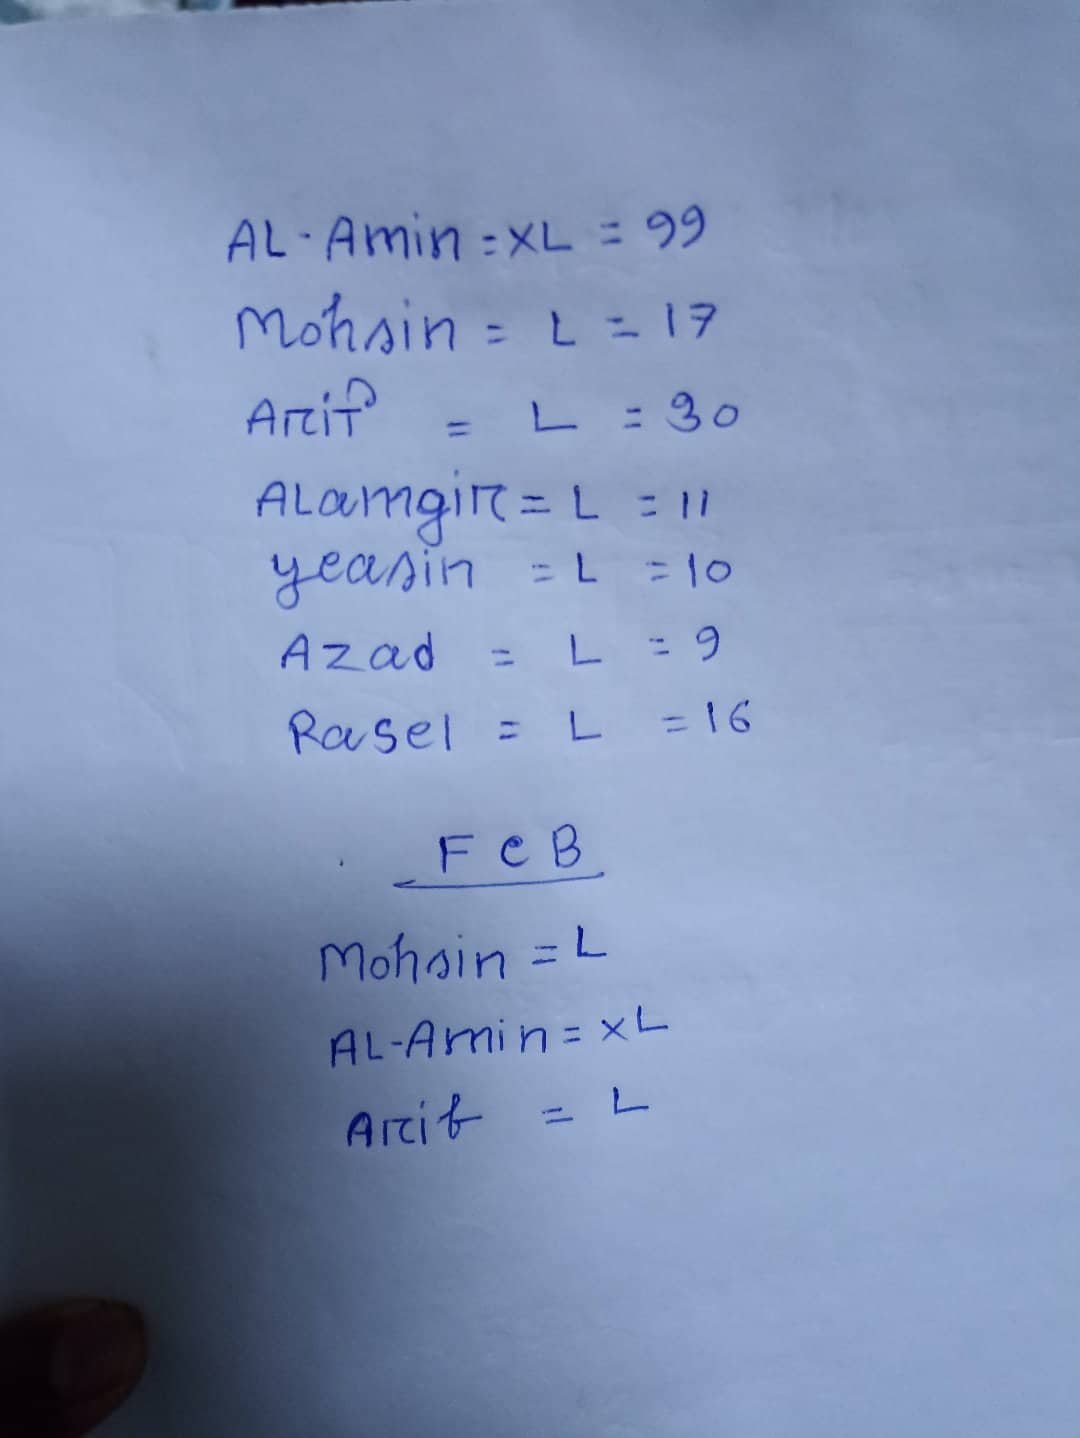 AL-Amin = XL = 99
Mohsin = L = 17
Arif = L = 30
ALamgir = L = 11
yeasin = L = 10
Azad = L = 9
Rasel = L = 16
FCB
Mohsin = L
AL-Amin = XL
Arif = L